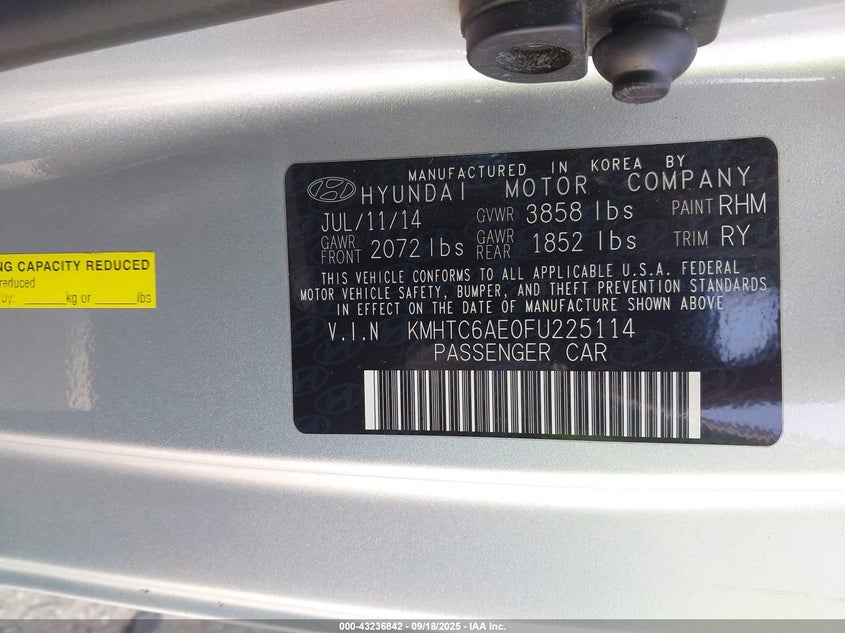 MANUFACTURED IN KOREA BY
HYUNDAI MOTOR COMPANY
JUL/11/14 GVWR 3858 lbs PAINT RHM
GAWR FRONT 2072 lbs GAWR REAR 1852 lbs TRIM RY
THIS VEHICLE CONFORMS TO ALL APPLICABLE U.S.A. FEDERAL
MOTOR VEHICLE SAFETY, BUMPER, AND THEFT PREVENTION STANDARDS
IN EFFECT ON THE DATE OF MANUFACTURE SHOWN ABOVE
V.I.N KMHTC6AE0FU225114
PASSENGER CAR
NG CAPACITY REDUCED
reduced
by: ______kg or ______lbs
000-43236842 - 09/18/2025 - IAA Inc.